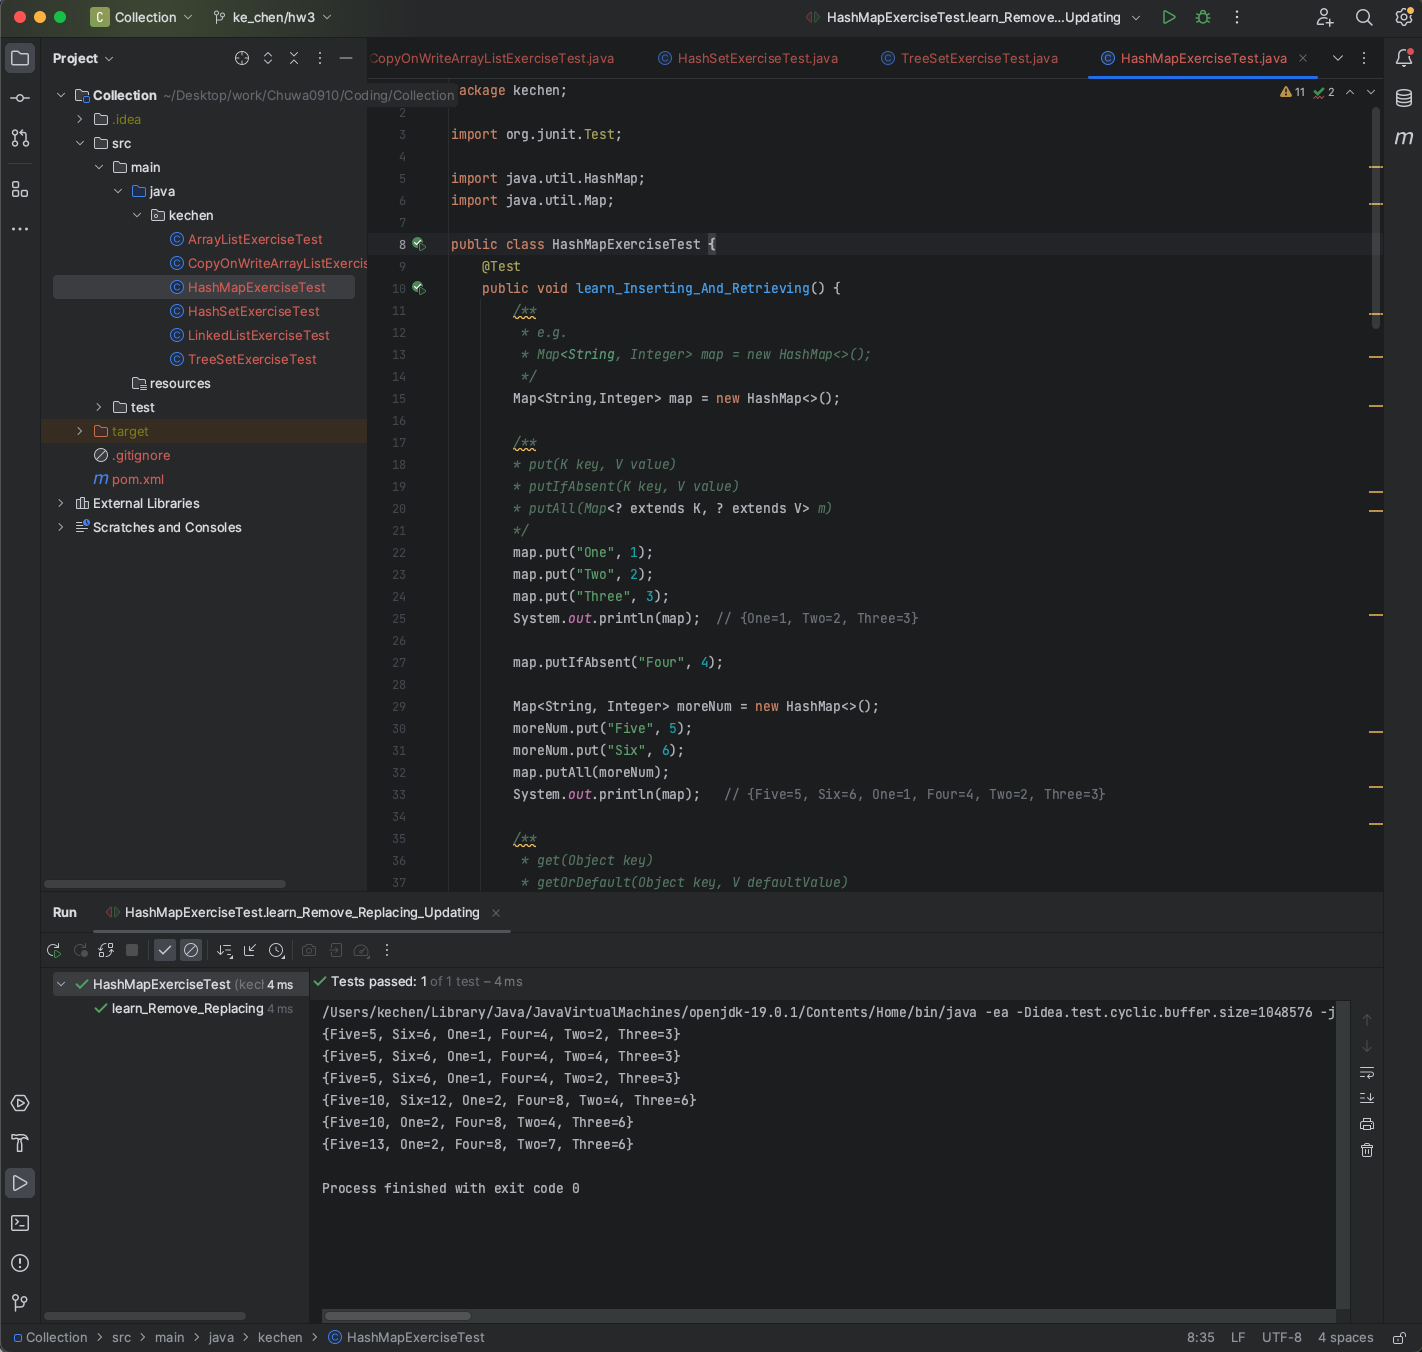 C Collection ke_chen/hw3 HashMapExerciseTest.learn_Remove...Updating
Project
CopyOnWriteArrayListExerciseTest.java HashSetExerciseTest.java TreeSetExerciseTest.java HashMapExerciseTest.java
Collection ~/Desktop/work/Chuwa0910/Coding/Collection
.idea
src
main
java
kechen
ArrayListExerciseTest
CopyOnWriteArrayListExercis
HashMapExerciseTest
HashSetExerciseTest
LinkedListExerciseTest
TreeSetExerciseTest
resources
test
target
.gitignore
m pom.xml
External Libraries
Scratches and Consoles
ackage kechen; 11 2
2
3 import org.junit.Test;
4
5 import java.util.HashMap;
6 import java.util.Map;
7
8 public class HashMapExerciseTest {
9 @Test
10 public void learn_Inserting_And_Retrieving() {
11 /**
12 * e.g.
13 * Map<String, Integer> map = new HashMap<>();
14 */
15 Map<String,Integer> map = new HashMap<>();
16
17 /**
18 * put(K key, V value)
19 * putIfAbsent(K key, V value)
20 * putAll(Map<? extends K, ? extends V> m)
21 */
22 map.put("One", 1);
23 map.put("Two", 2);
24 map.put("Three", 3);
25 System.out.println(map); // {One=1, Two=2, Three=3}
26
27 map.putIfAbsent("Four", 4);
28
29 Map<String, Integer> moreNum = new HashMap<>();
30 moreNum.put("Five", 5);
31 moreNum.put("Six", 6);
32 map.putAll(moreNum);
33 System.out.println(map); // {Five=5, Six=6, One=1, Four=4, Two=2, Three=3}
34
35 /**
36 * get(Object key)
37 * getOrDefault(Object key, V defaultValue)
m
Run HashMapExerciseTest.learn_Remove_Replacing_Updating
HashMapExerciseTest (kecl 4 ms
learn_Remove_Replacing 4 ms
Tests passed: 1 of 1 test – 4 ms
/Users/kechen/Library/Java/JavaVirtualMachines/openjdk-19.0.1/Contents/Home/bin/java -ea -Didea.test.cyclic.buffer.size=1048576 -j
{Five=5, Six=6, One=1, Four=4, Two=2, Three=3}
{Five=5, Six=6, One=1, Four=4, Two=4, Three=3}
{Five=5, Six=6, One=1, Four=4, Two=2, Three=3}
{Five=10, Six=12, One=2, Four=8, Two=4, Three=6}
{Five=10, One=2, Four=8, Two=4, Three=6}
{Five=13, One=2, Four=8, Two=7, Three=6}
Process finished with exit code 0
Collection > src > main > java > kechen > HashMapExerciseTest 8:35 LF UTF-8 4 spaces